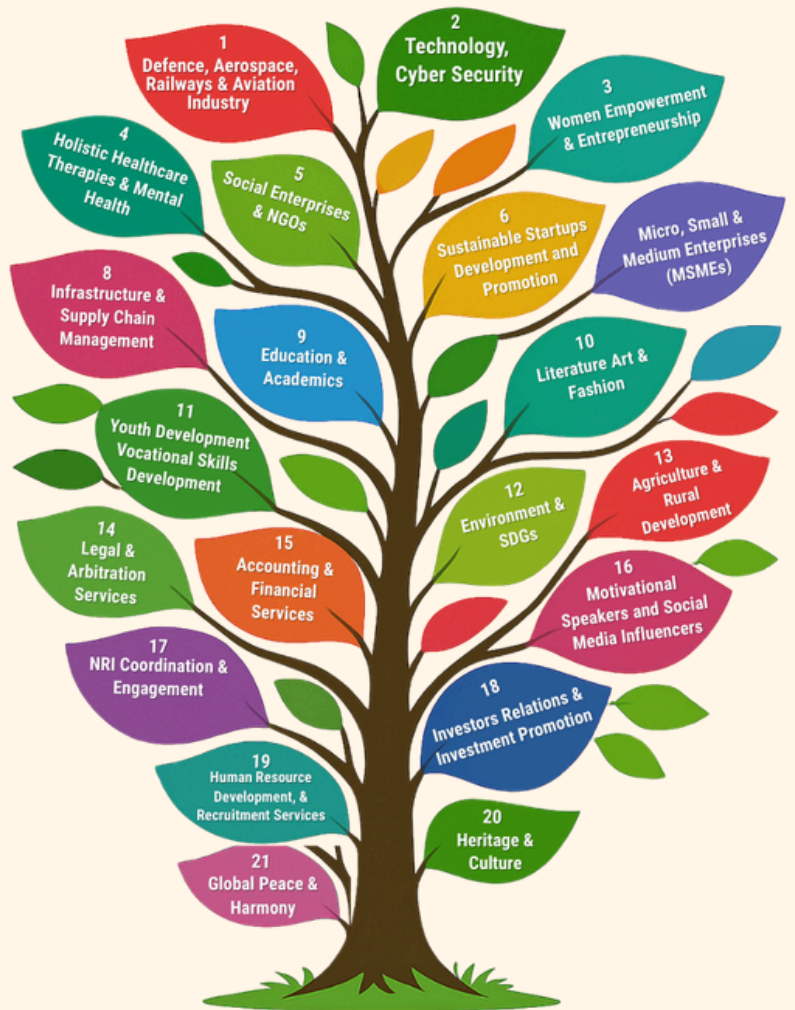 1
Defence, Aerospace,
Railways & Aviation
Industry
2
Technology,
Cyber Security
3
Women Empowerment
& Entrepreneurship
4
Holistic Healthcare
Therapies & Mental
Health
5
Social Enterprises
& NGOs
6
Sustainable Startups
Development and
Promotion
Micro, Small &
Medium Enterprises
(MSMEs)
8
Infrastructure &
Supply Chain
Management
9
Education &
Academics
10
Literature Art &
Fashion
11
Youth Development
Vocational Skills
Development
12
Environment &
SDGs
13
Agriculture &
Rural
Development
14
Legal &
Arbitration
Services
15
Accounting &
Financial
Services
16
Motivational
Speakers and Social
Media Influencers
17
NRI Coordination &
Engagement
18
Investors Relations &
Investment Promotion
19
Human Resource
Development, &
Recruitment Services
20
Heritage &
Culture
21
Global Peace &
Harmony